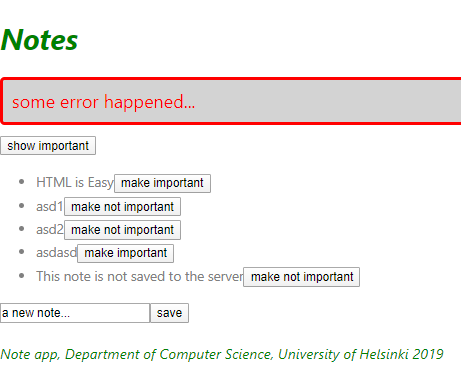 Notes
some error happened...
show important
HTML is Easy make important
asd1 make not important
asd2 make not important
asdasd make important
This note is not saved to the server make not important
a new note... save
Note app, Department of Computer Science, University of Helsinki 2019